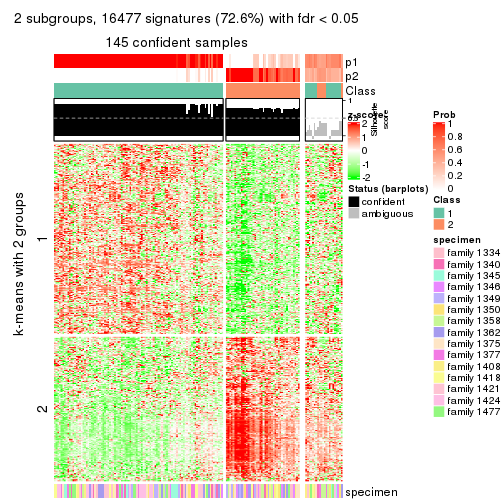 2 subgroups, 16477 signatures (72.6%) with fdr < 0.05
145 confident samples
p1
p2
Class
1
0.5
0
Silhouette
score
z-score
2
1
0
-1
-2
Status (barplots)
confident
ambiguous
Prob
1
0.8
0.6
0.4
0.2
0
Class
1
2
specimen
family 1334
family 1340
family 1345
family 1346
family 1349
family 1350
family 1358
family 1362
family 1375
family 1377
family 1408
family 1418
family 1421
family 1424
family 1477
k-means with 2 groups
1
2
specimen